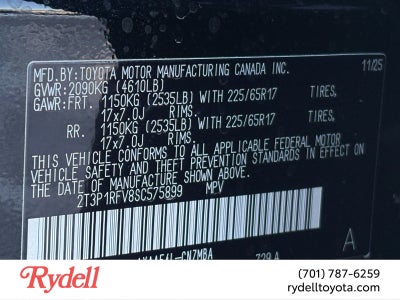 MFD.BY:TOYOTA MOTOR MANUFACTURING CANADA INC. 11/25
GVWR:2090KG (4610LB)
GAWR:FRT. 1150KG (2535LB) WITH 225/65R17 TIRES,
17x7.0J RIMS.
RR. 1150KG (2535LB) WITH 225/65R17 TIRES,
17x7.0J RIMS.
THIS VEHICLE CONFORMS TO ALL APPLICABLE FEDERAL MOTOR
VEHICLE SAFETY AND THEFT PREVENTION STANDARDS IN EFFECT ON
THE DATE OF MANUFACTURE SHOWN ABOVE.
2T3P1RFV8SC575899 MPV
A
Rydell
(701) 787-6259
rydelltoyota.com